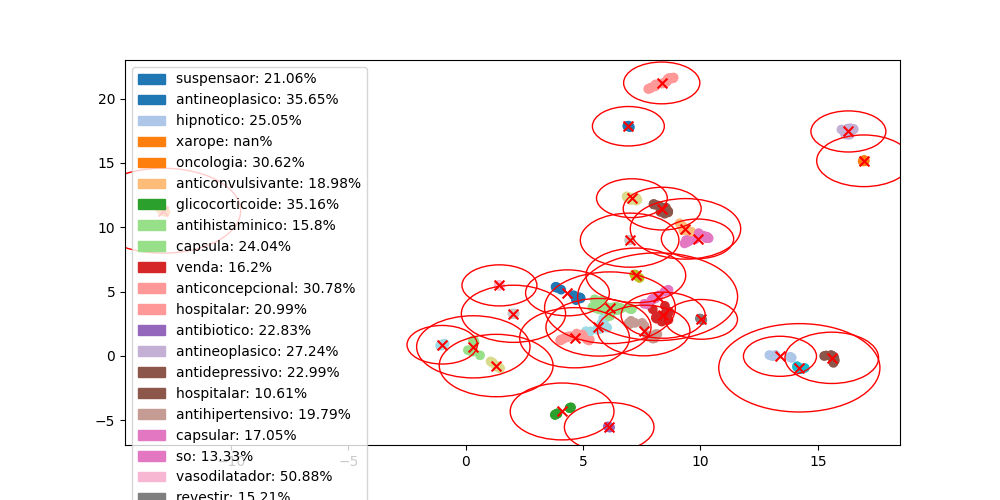 suspensaor: 21.06%
antineoplasico: 35.65%
hipnotico: 25.05%
xarope: nan%
oncologia: 30.62%
anticonvulsivante: 18.98%
glicocorticoide: 35.16%
antihistaminico: 15.8%
capsula: 24.04%
venda: 16.2%
anticoncepcional: 30.78%
hospitalar: 20.99%
antibiotico: 22.83%
antineoplasico: 27.24%
antidepressivo: 22.99%
hospitalar: 10.61%
antihipertensivo: 19.79%
capsular: 17.05%
so: 13.33%
vasodilatador: 50.88%
revestir: 15.21%
20
15
10
5
0
−5
−10
−5
0
5
10
15